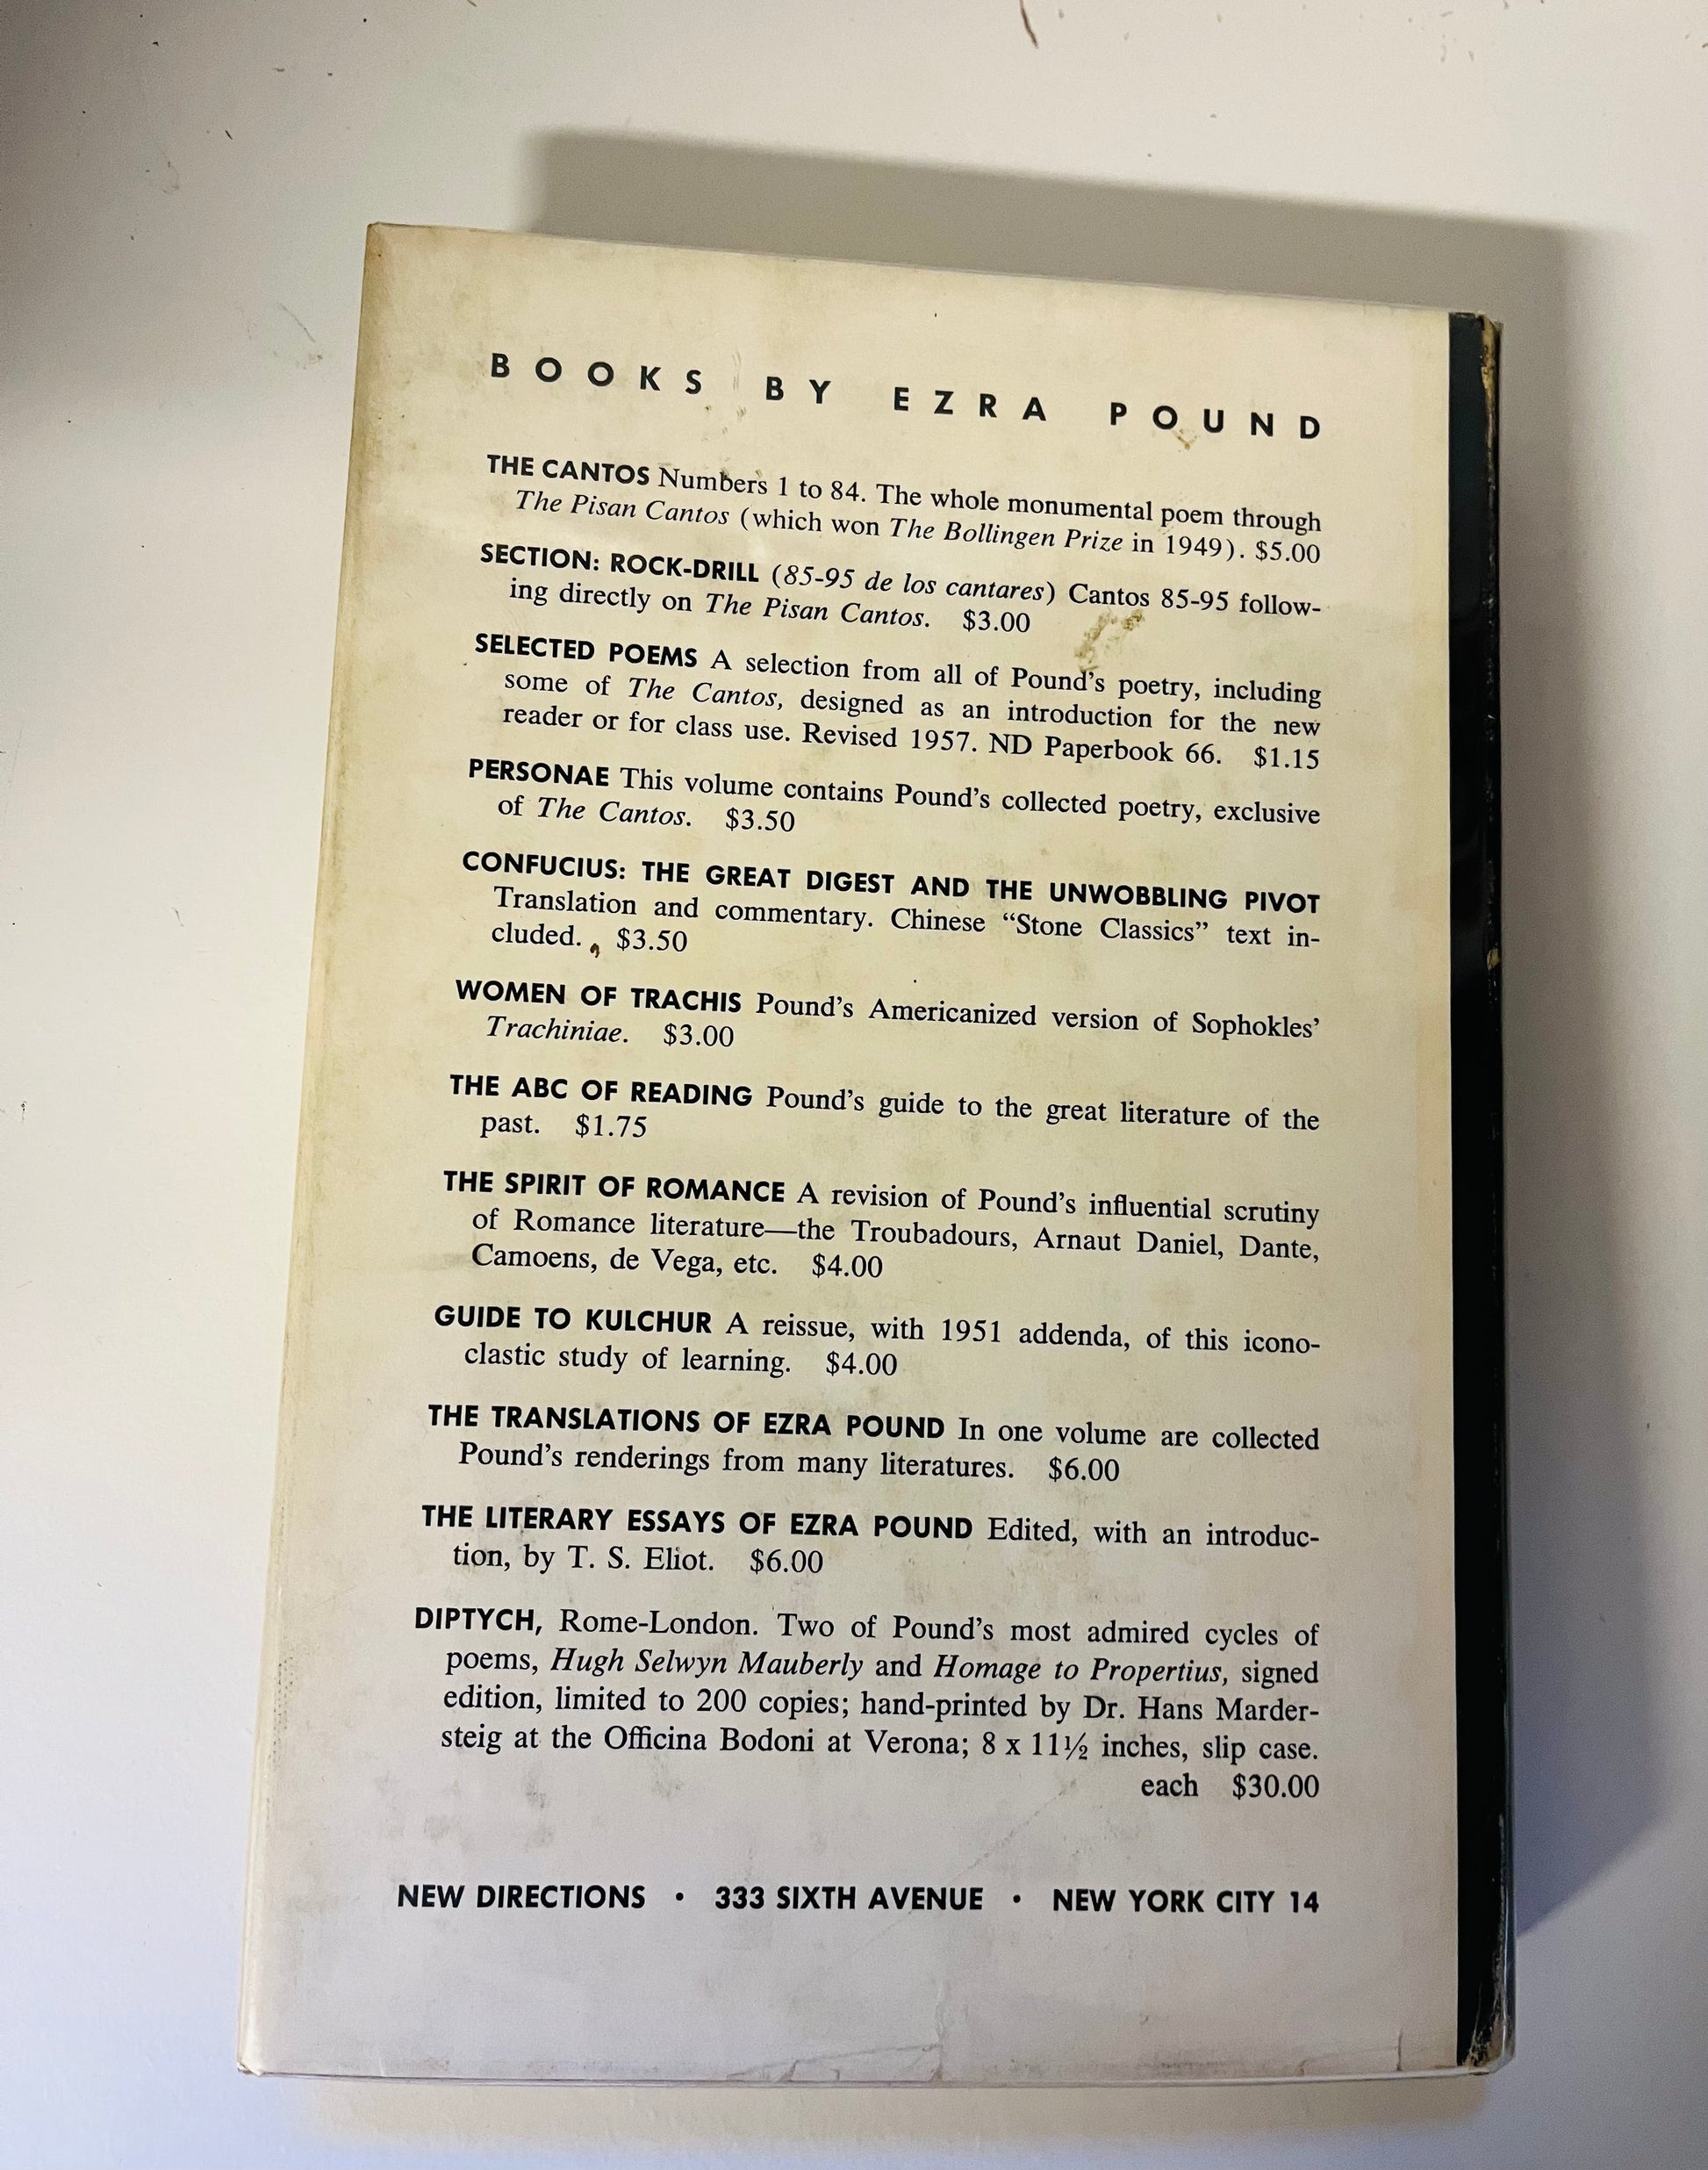 BOOKS BY EZRA POUND
THE CANTOS Numbers 1 to 84. The whole monumental poem through
The Pisan Cantos (which won The Bollingen Prize in 1949). $5.00
SECTION: ROCK-DRILL (85-95 de los cantares) Cantos 85-95 follow-
ing directly on The Pisan Cantos. $3.00
SELECTED POEMS A selection from all of Pound's poetry, including
some of The Cantos, designed as an introduction for the new
reader or for class use. Revised 1957. ND Paperbook 66. $1.15
PERSONAE This volume contains Pound's collected poetry, exclusive
of The Cantos. $3.50
CONFUCIUS: THE GREAT DIGEST AND THE UNWOBBLING PIVOT
Translation and commentary. Chinese “Stone Classics” text in-
cluded. $3.50
WOMEN OF TRACHIS Pound's Americanized version of Sophokles'
Trachiniae. $3.00
THE ABC OF READING Pound's guide to the great literature of the
past. $1.75
THE SPIRIT OF ROMANCE A revision of Pound's influential scrutiny
of Romance literature—the Troubadours, Arnaut Daniel, Dante,
Camoens, de Vega, etc. $4.00
GUIDE TO KULCHUR A reissue, with 1951 addenda, of this icono-
clastic study of learning. $4.00
THE TRANSLATIONS OF EZRA POUND In one volume are collected
Pound's renderings from many literatures. $6.00
THE LITERARY ESSAYS OF EZRA POUND Edited, with an introduc-
tion, by T. S. Eliot. $6.00
DIPTYCH, Rome-London. Two of Pound's most admired cycles of
poems, Hugh Selwyn Mauberly and Homage to Propertius, signed
edition, limited to 200 copies; hand-printed by Dr. Hans Marder-
steig at the Officina Bodoni at Verona; 8 x 11½ inches, slip case.
each $30.00
NEW DIRECTIONS • 333 SIXTH AVENUE • NEW YORK CITY 14